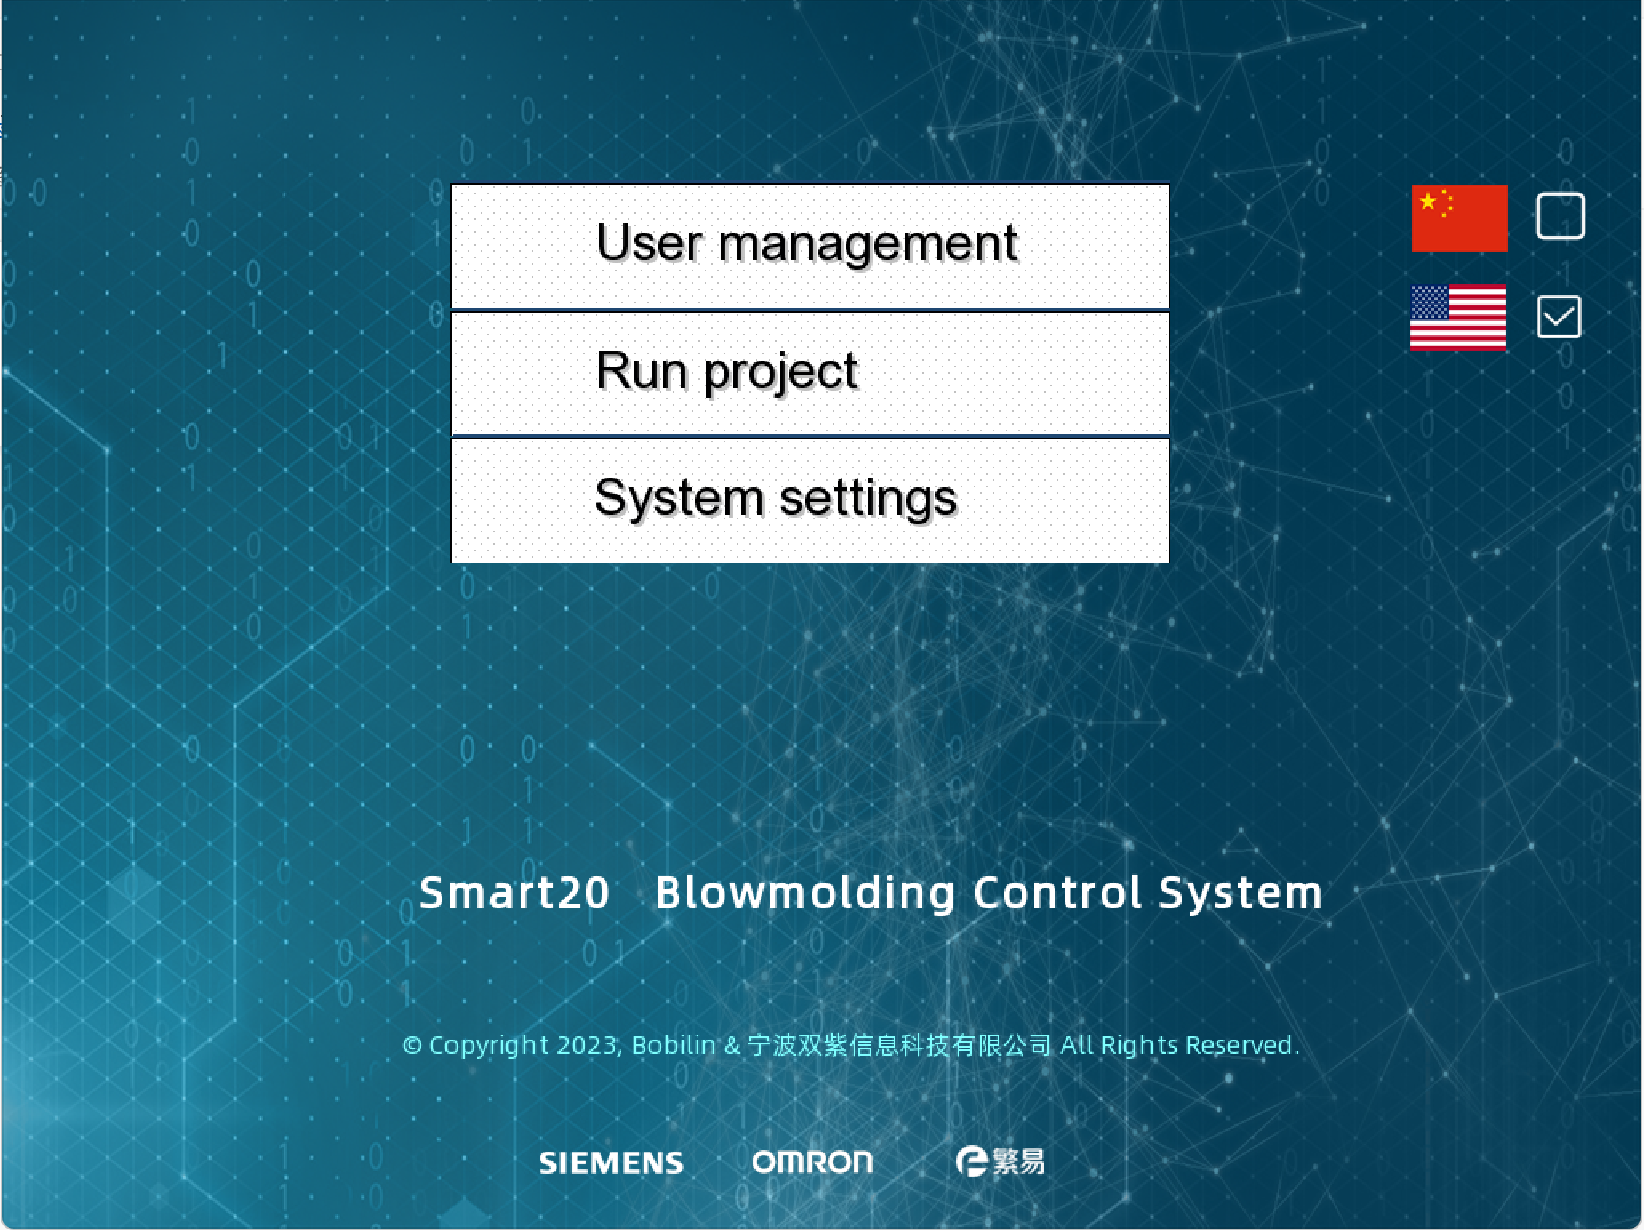 User management
Run project
System settings
Smart20 Blowmolding Control System
© Copyright 2023, Bobilin & 宁波双紫信息科技有限公司 All Rights Reserved.
SIEMENS OMRON 繁易